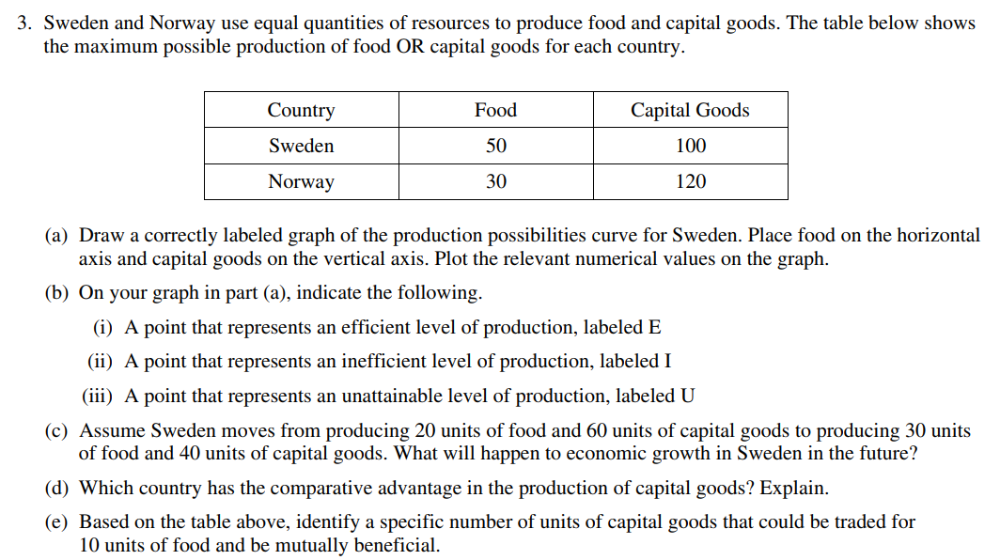 3. Sweden and Norway use equal quantities of resources to produce food and capital goods. The table below shows
the maximum possible production of food OR capital goods for each country.
Country Food Capital Goods
Sweden 50 100
Norway 30 120
(a) Draw a correctly labeled graph of the production possibilities curve for Sweden. Place food on the horizontal
axis and capital goods on the vertical axis. Plot the relevant numerical values on the graph.
(b) On your graph in part (a), indicate the following.
(i) A point that represents an efficient level of production, labeled E
(ii) A point that represents an inefficient level of production, labeled I
(iii) A point that represents an unattainable level of production, labeled U
(c) Assume Sweden moves from producing 20 units of food and 60 units of capital goods to producing 30 units
of food and 40 units of capital goods. What will happen to economic growth in Sweden in the future?
(d) Which country has the comparative advantage in the production of capital goods? Explain.
(e) Based on the table above, identify a specific number of units of capital goods that could be traded for
10 units of food and be mutually beneficial.